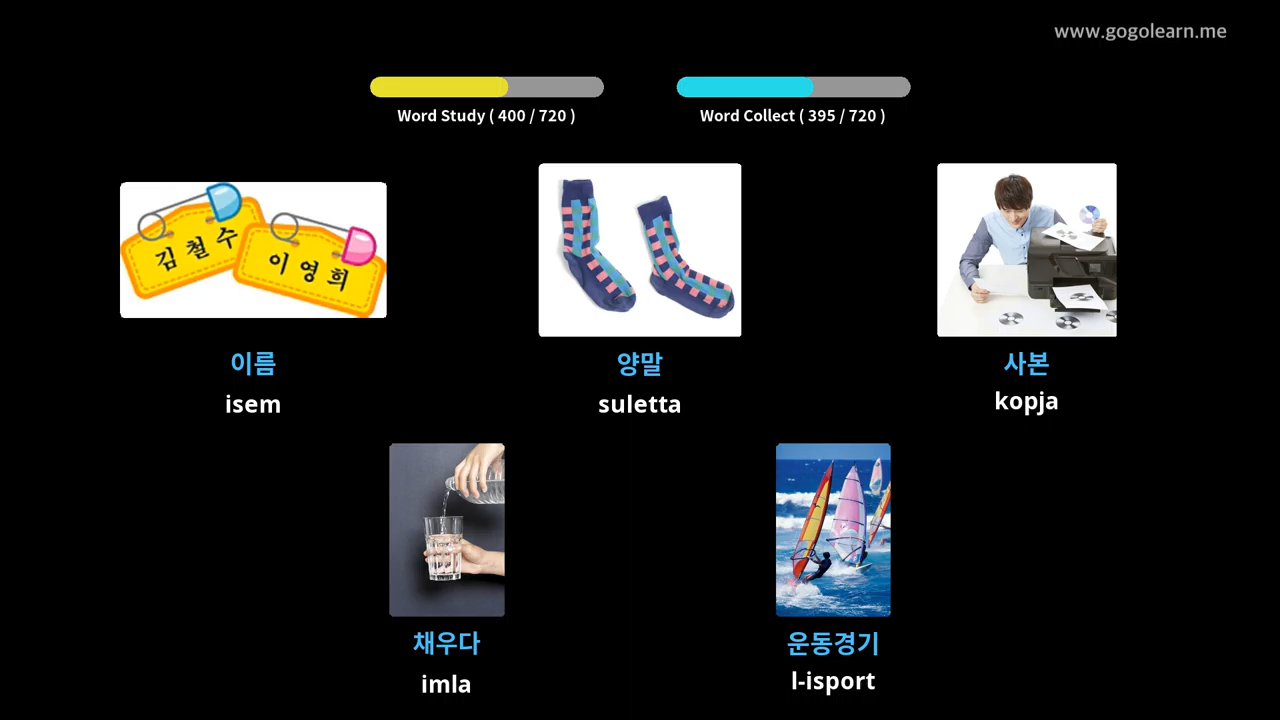 www.gogolearn.me
Word Study ( 400 / 720 )
Word Collect ( 395 / 720 )
김철수
이영희
이름
isem
양말
suletta
사본
kopja
채우다
imla
운동경기
l-isport